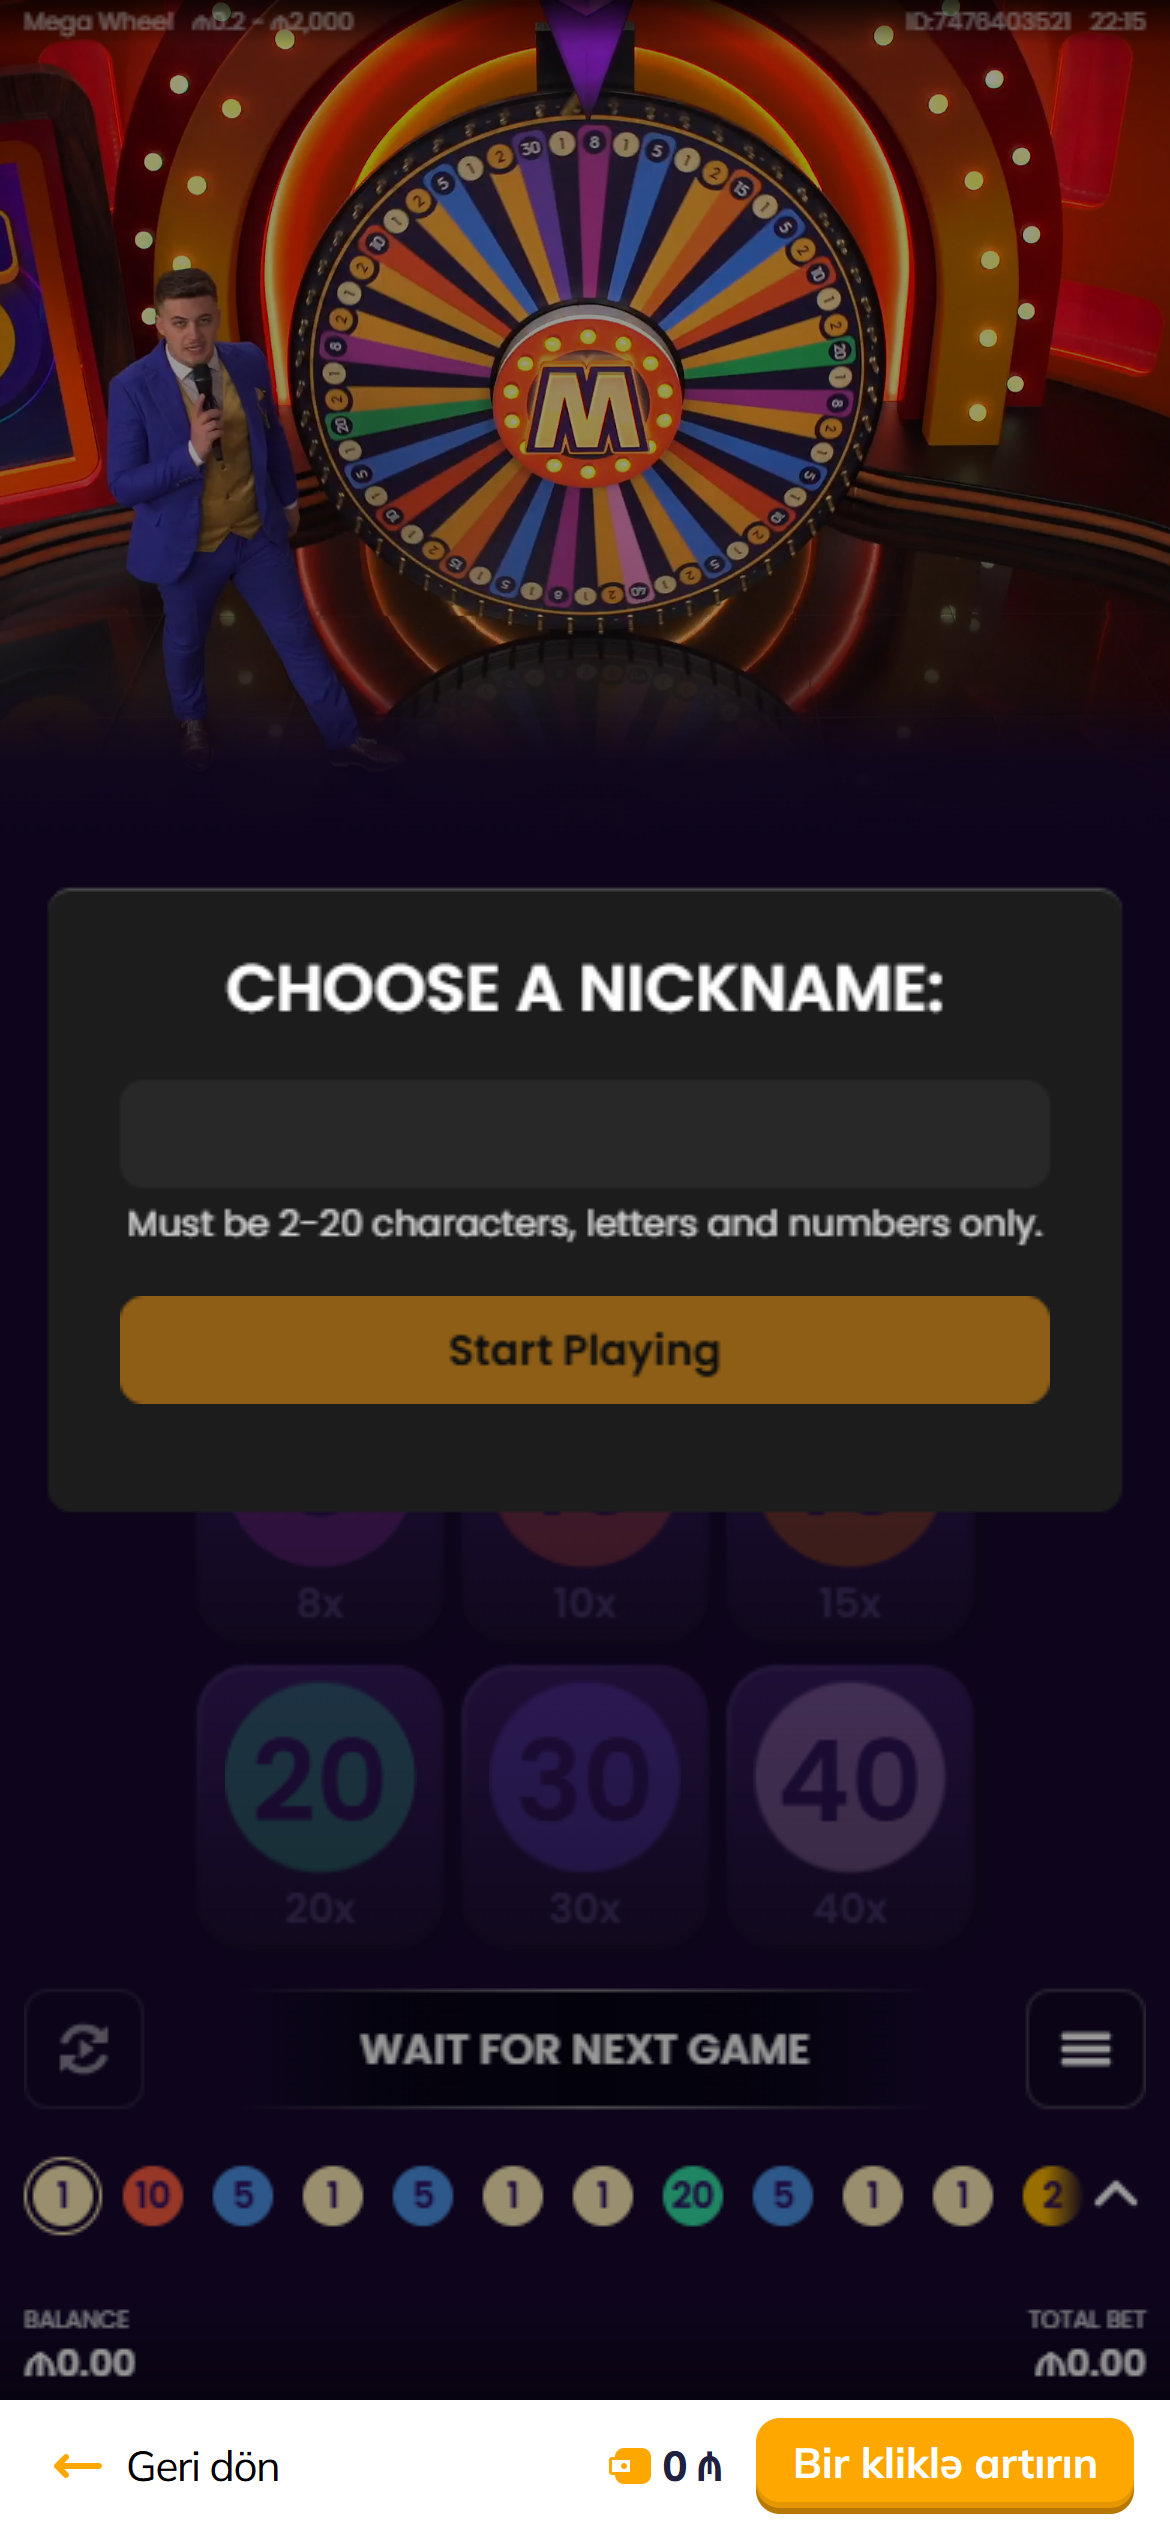 Mega Wheel ₼0.2 - ₼2,000
ID:7478403521 22:15
M
CHOOSE A NICKNAME:
Must be 2-20 characters, letters and numbers only.
Start Playing
8x 10x 15x
20 30 40
20x 30x 40x
WAIT FOR NEXT GAME
1 10 5 1 5 1 1 20 5 1 1 2
BALANCE
₼0.00
TOTAL BET
₼0.00
Geri dön
0 ₼
Bir kliklə artırın